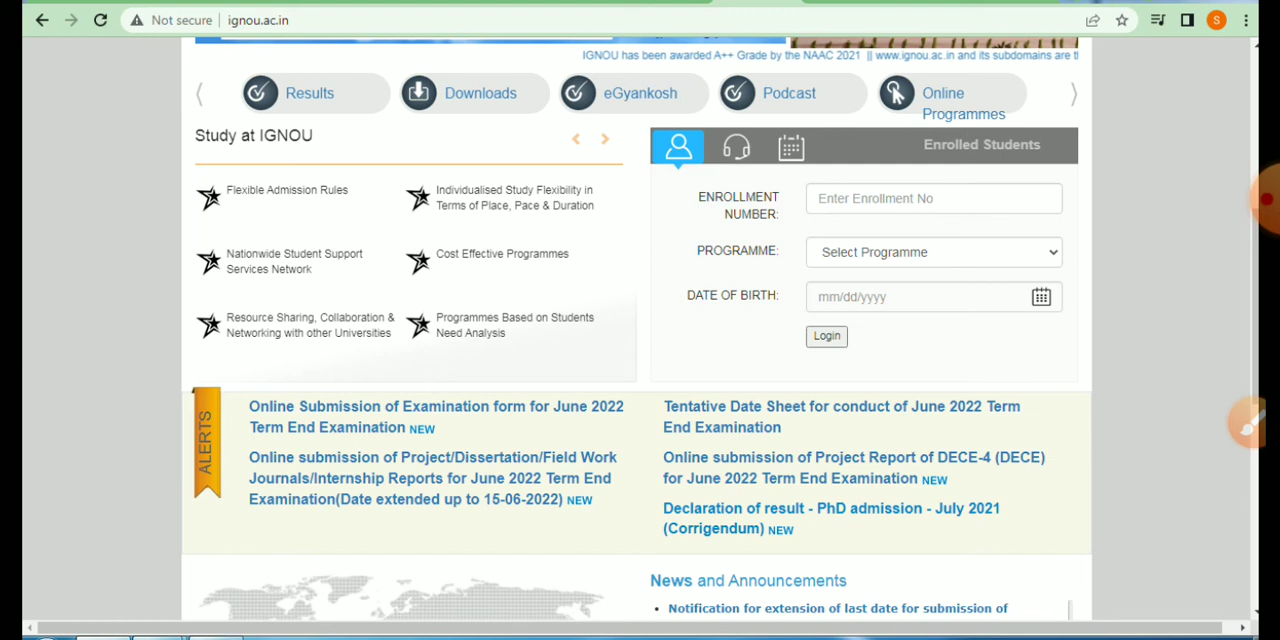 Not secure
ignou.ac.in
S
IGNOU has been awarded A++ Grade by the NAAC 2021 || www.ignou.ac.in and its subdomains are
Results
Downloads
eGyankosh
Podcast
Online
Programmes
Study at IGNOU
Flexible Admission Rules
Individualised Study Flexibility in
Terms of Place, Pace & Duration
Nationwide Student Support
Services Network
Cost Effective Programmes
Resource Sharing, Collaboration &
Networking with other Universities
Programmes Based on Students
Need Analysis
Enrolled Students
ENROLLMENT
NUMBER:
Enter Enrollment No
PROGRAMME:
Select Programme
DATE OF BIRTH:
mm/dd/yyyy
Login
ALERTS
Online Submission of Examination form for June 2022
Term End Examination NEW
Online submission of Project/Dissertation/Field Work
Journals/Internship Reports for June 2022 Term End
Examination(Date extended up to 15-06-2022) NEW
Tentative Date Sheet for conduct of June 2022 Term
End Examination
Online submission of Project Report of DECE-4 (DECE)
for June 2022 Term End Examination NEW
Declaration of result - PhD admission - July 2021
(Corrigendum) NEW
News and Announcements
• Notification for extension of last date for submission of